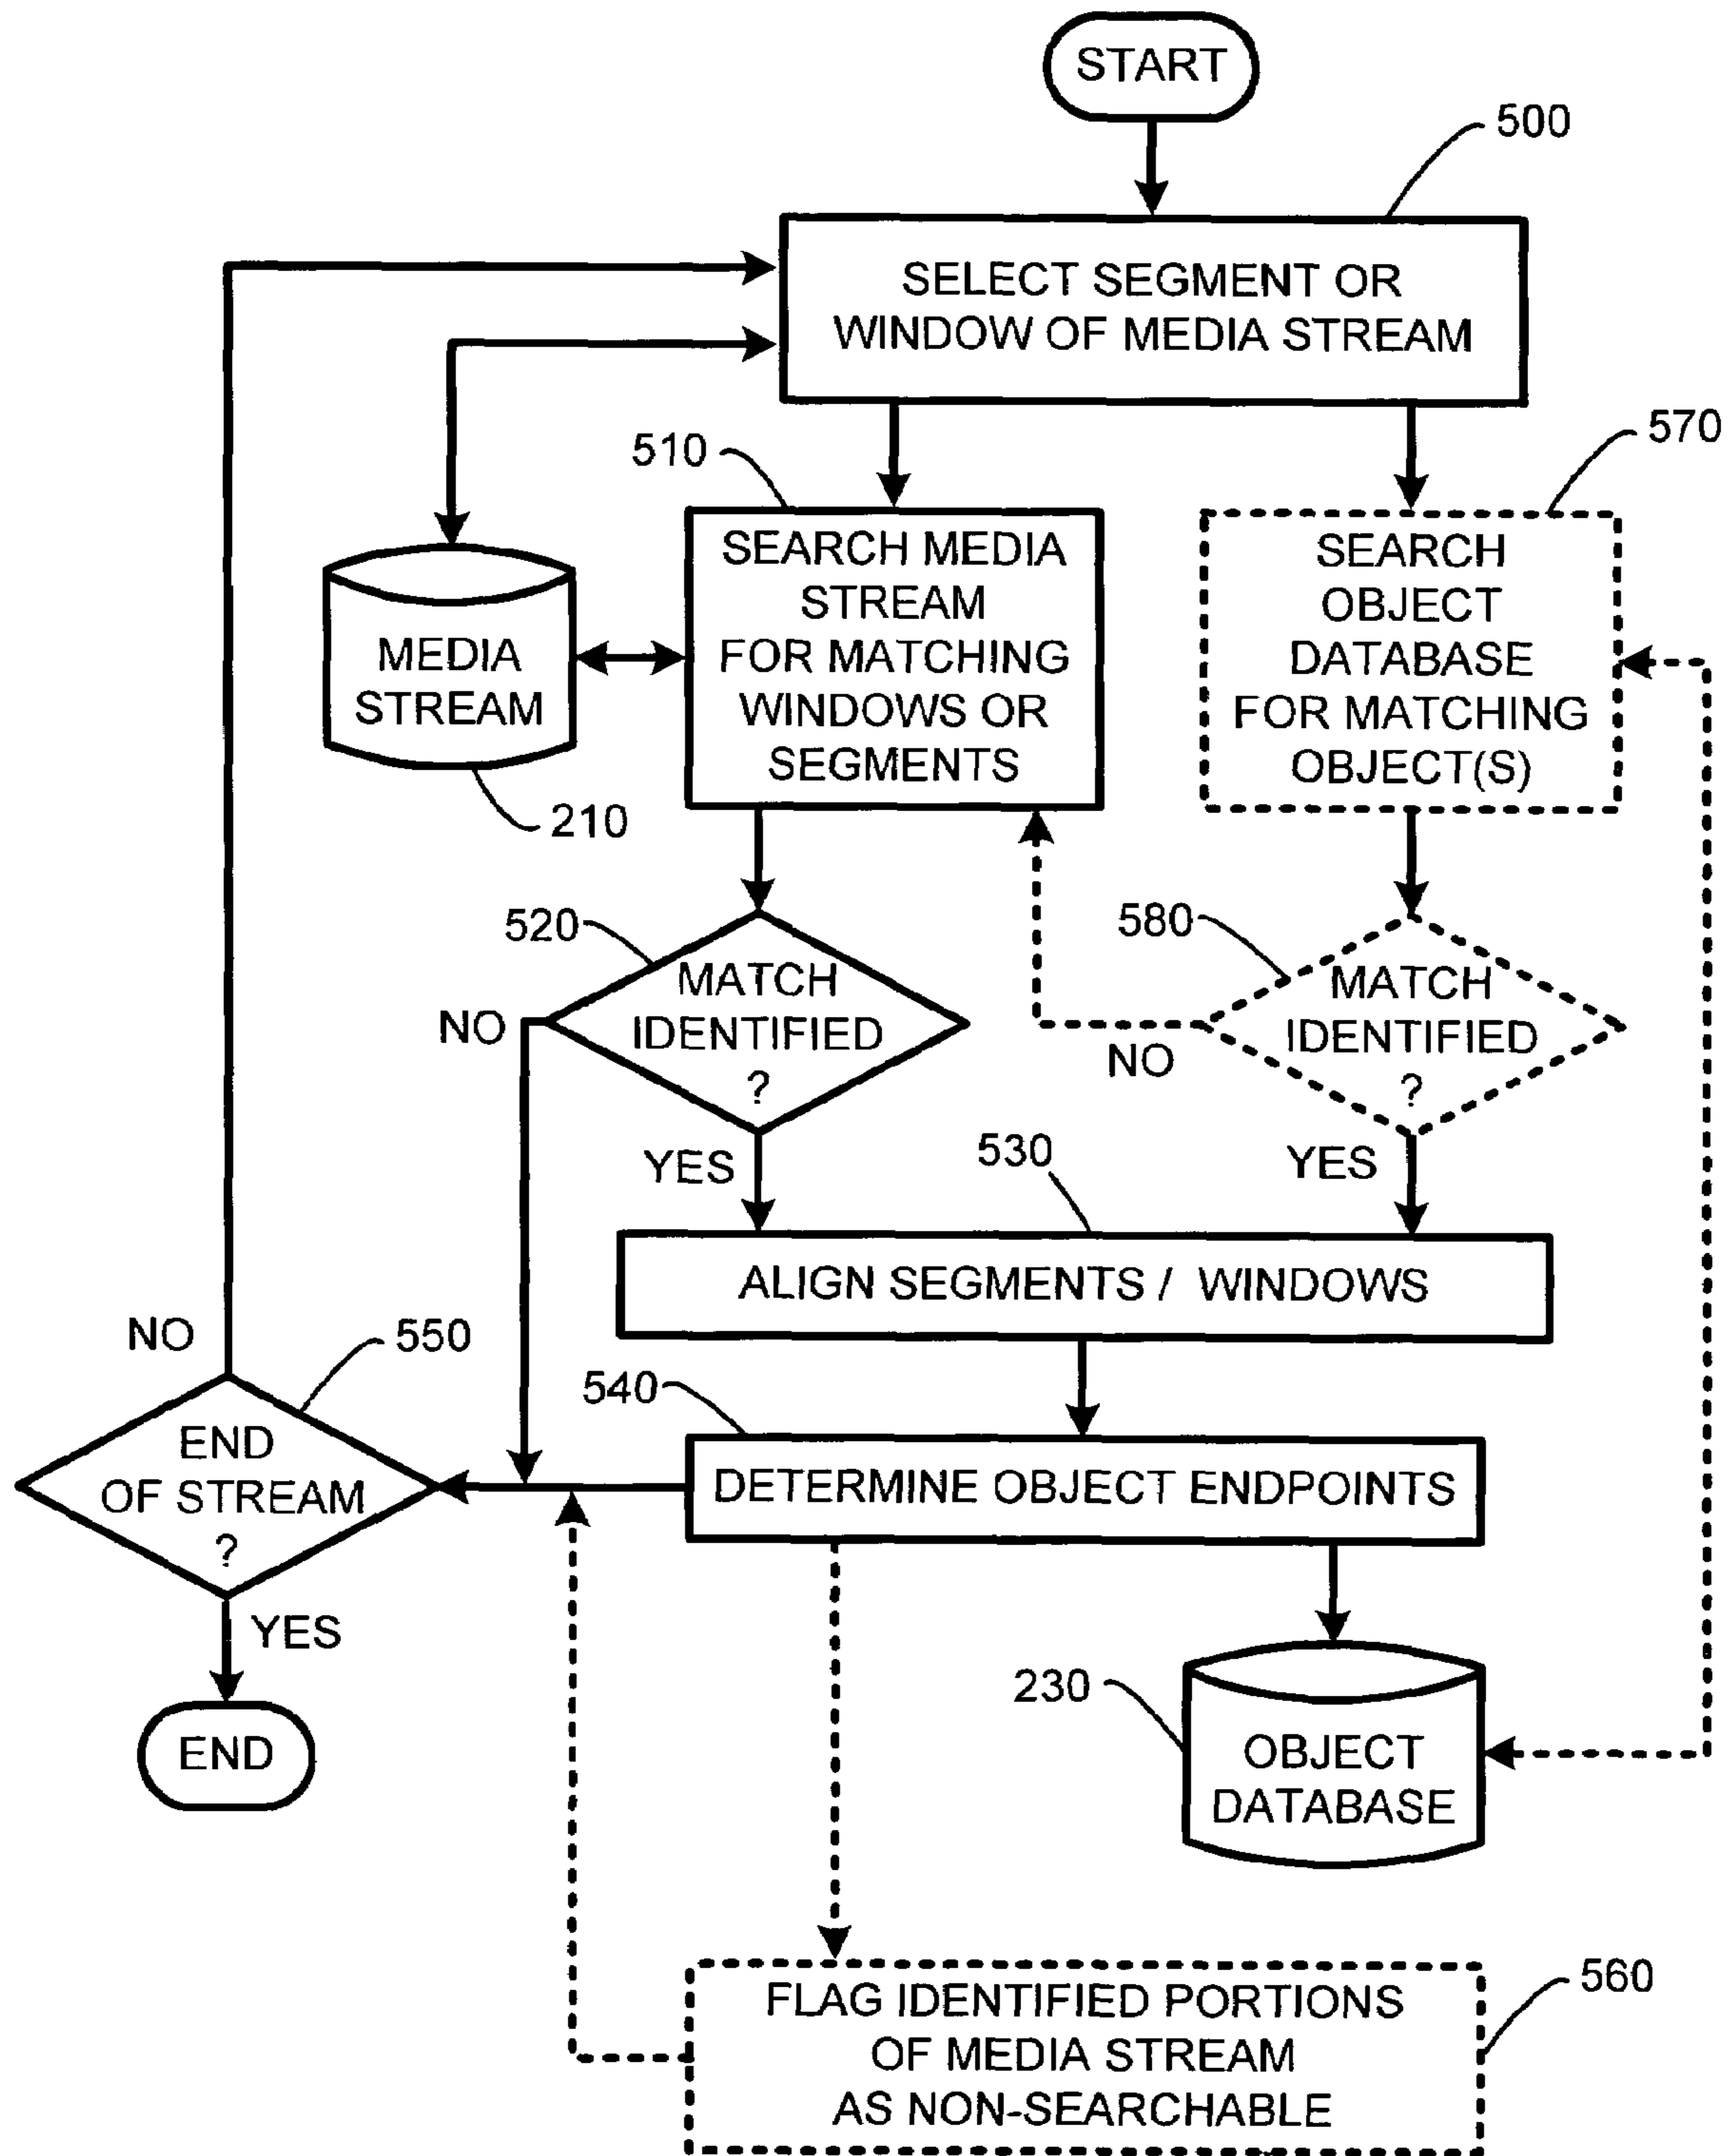 START
500
SELECT SEGMENT OR
WINDOW OF MEDIA STREAM
510
570
SEARCH MEDIA
STREAM
FOR MATCHING
WINDOWS OR
SEGMENTS
SEARCH
OBJECT
DATABASE
FOR MATCHING
OBJECT(S)
MEDIA
STREAM
210
520
MATCH
IDENTIFIED
?
NO
YES
580
MATCH
IDENTIFIED
?
NO
YES
530
ALIGN SEGMENTS / WINDOWS
540
DETERMINE OBJECT ENDPOINTS
NO
550
END
OF STREAM
?
YES
END
230
OBJECT
DATABASE
560
FLAG IDENTIFIED PORTIONS
OF MEDIA STREAM
AS NON-SEARCHABLE